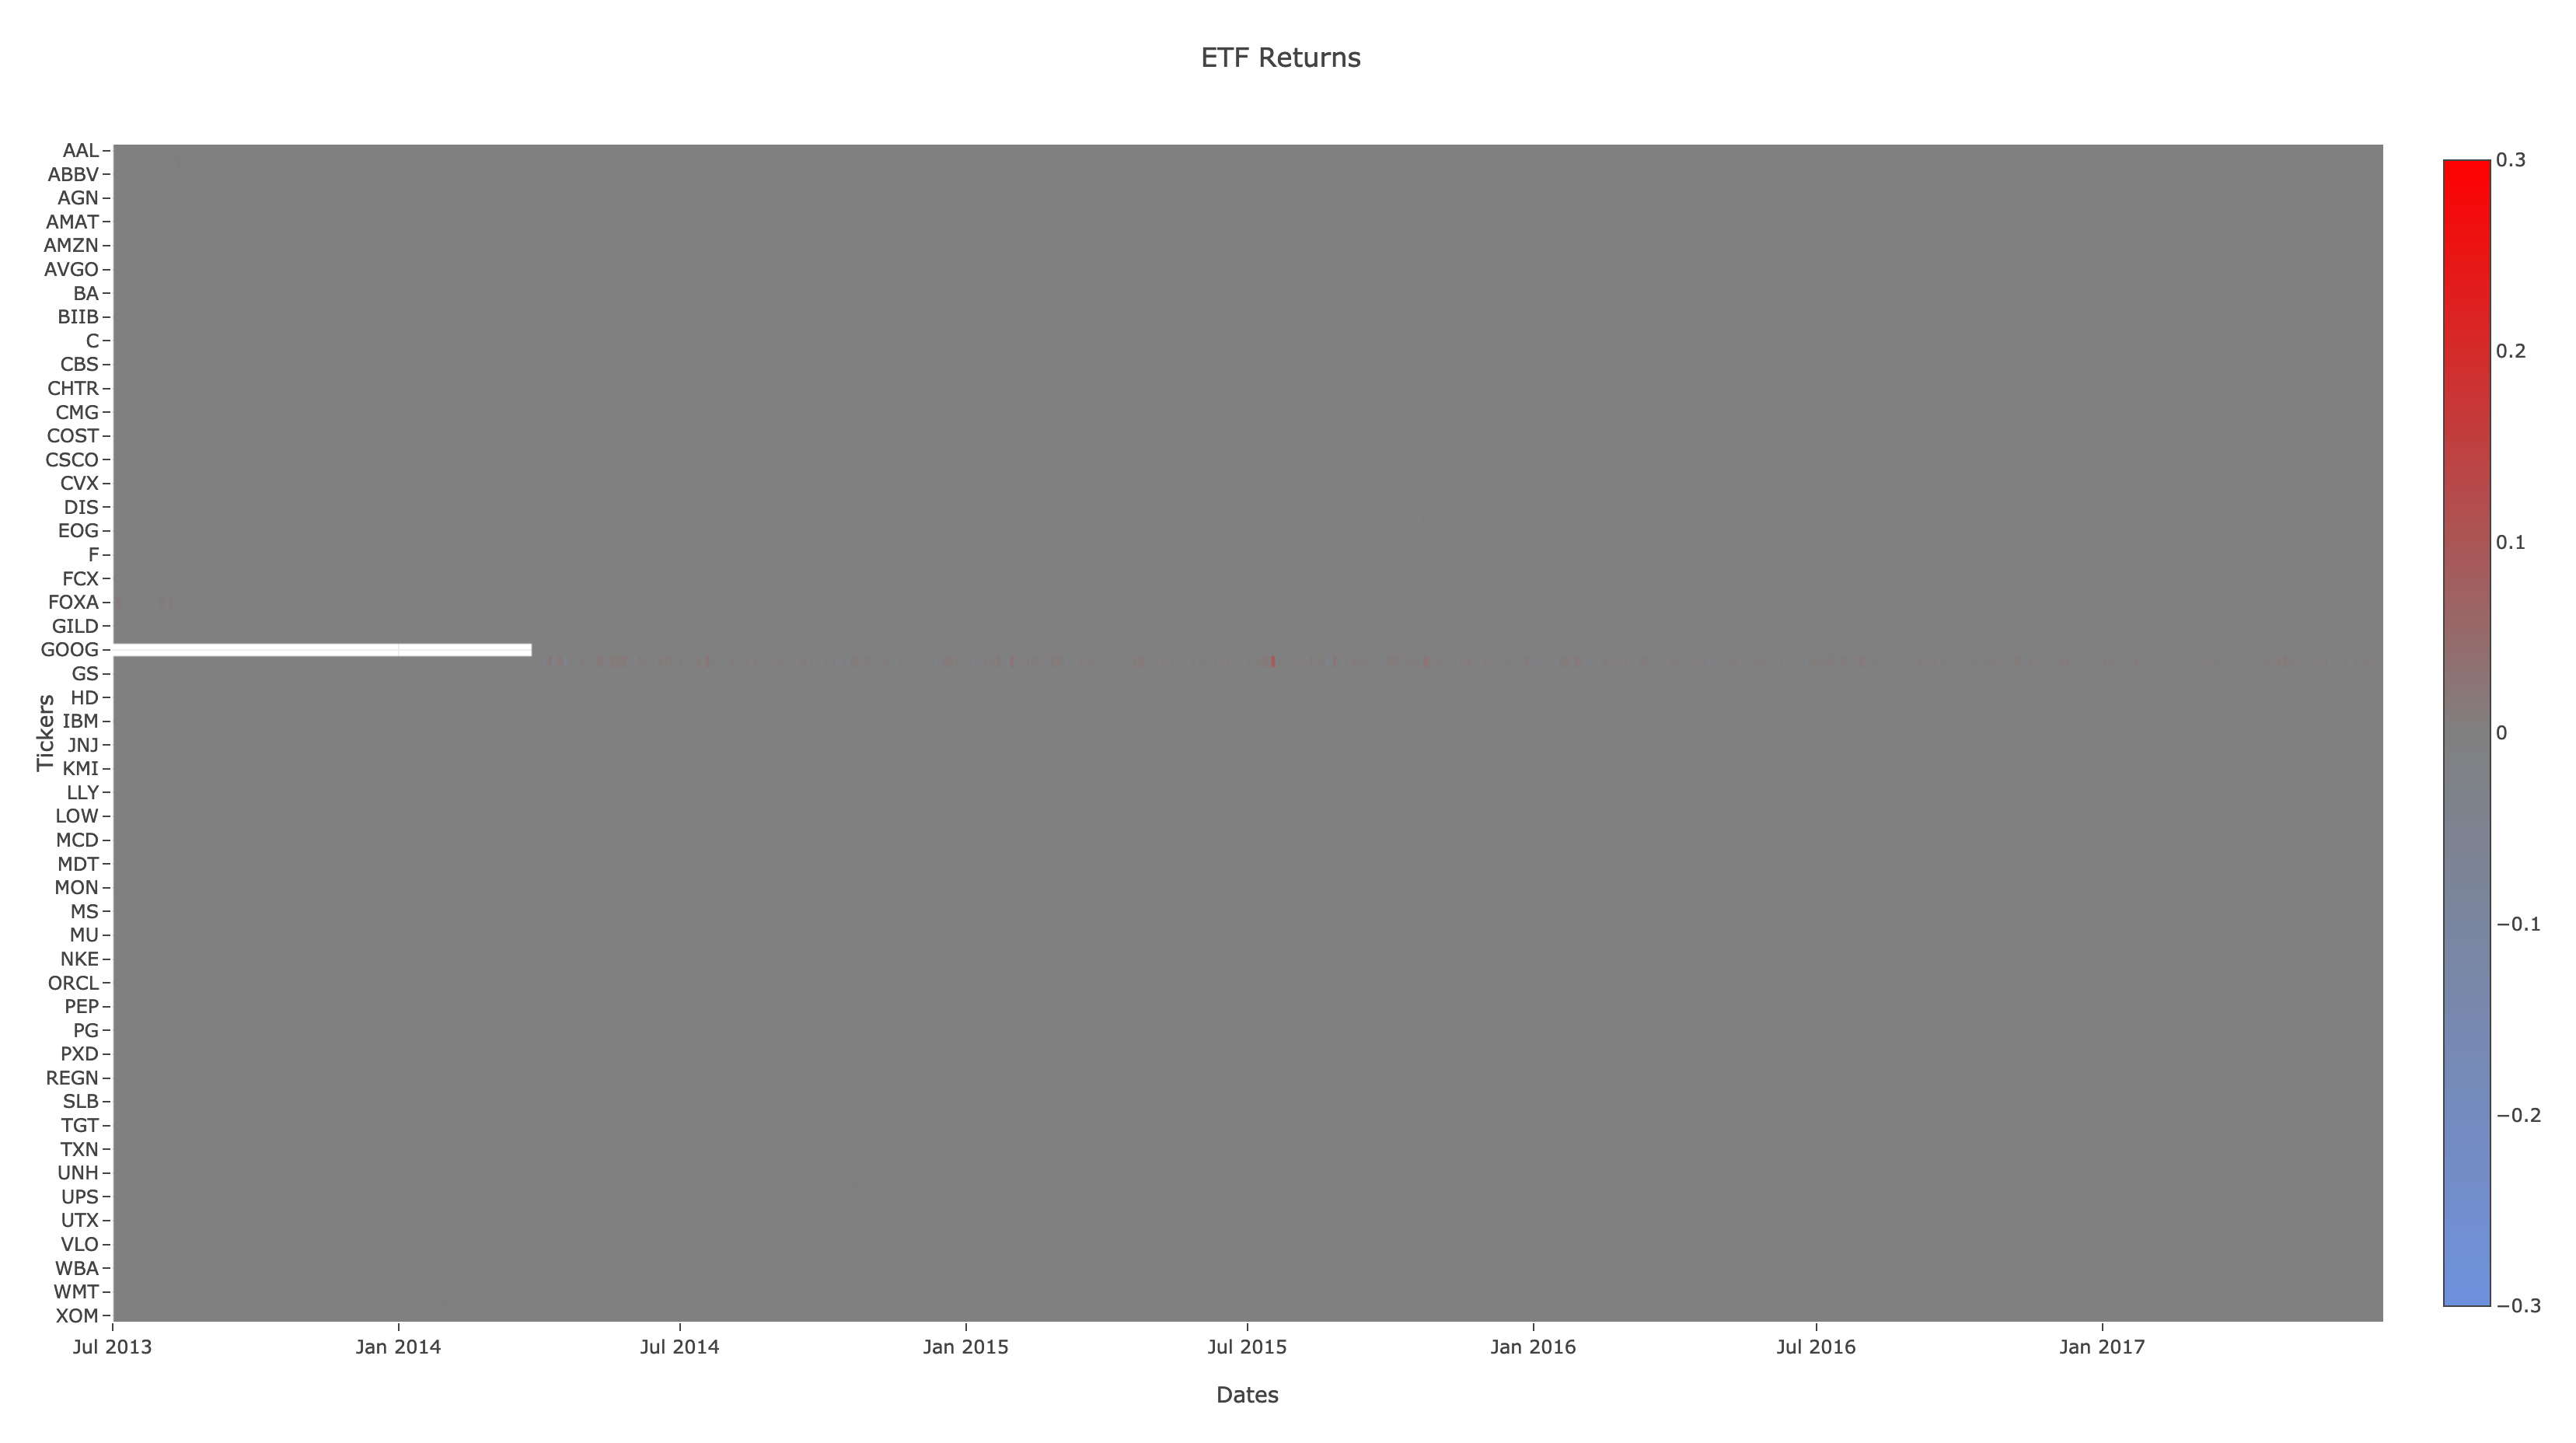 ETF Returns
AAL
ABBV
AGN
AMAT
AMZN
AVGO
BA
BIIB
C
CBS
CHTR
CMG
COST
CSCO
CVX
DIS
EOG
F
FCX
FOXA
GILD
GOOG
GS
HD
IBM
JNJ
KMI
LLY
LOW
MCD
MDT
MON
MS
MU
NKE
ORCL
PEP
PG
PXD
REGN
SLB
TGT
TXN
UNH
UPS
UTX
VLO
WBA
WMT
XOM
Tickers
Jul 2013 Jan 2014 Jul 2014 Jan 2015 Jul 2015 Jan 2016 Jul 2016 Jan 2017
Dates
0.3
0.2
0.1
0
−0.1
−0.2
−0.3